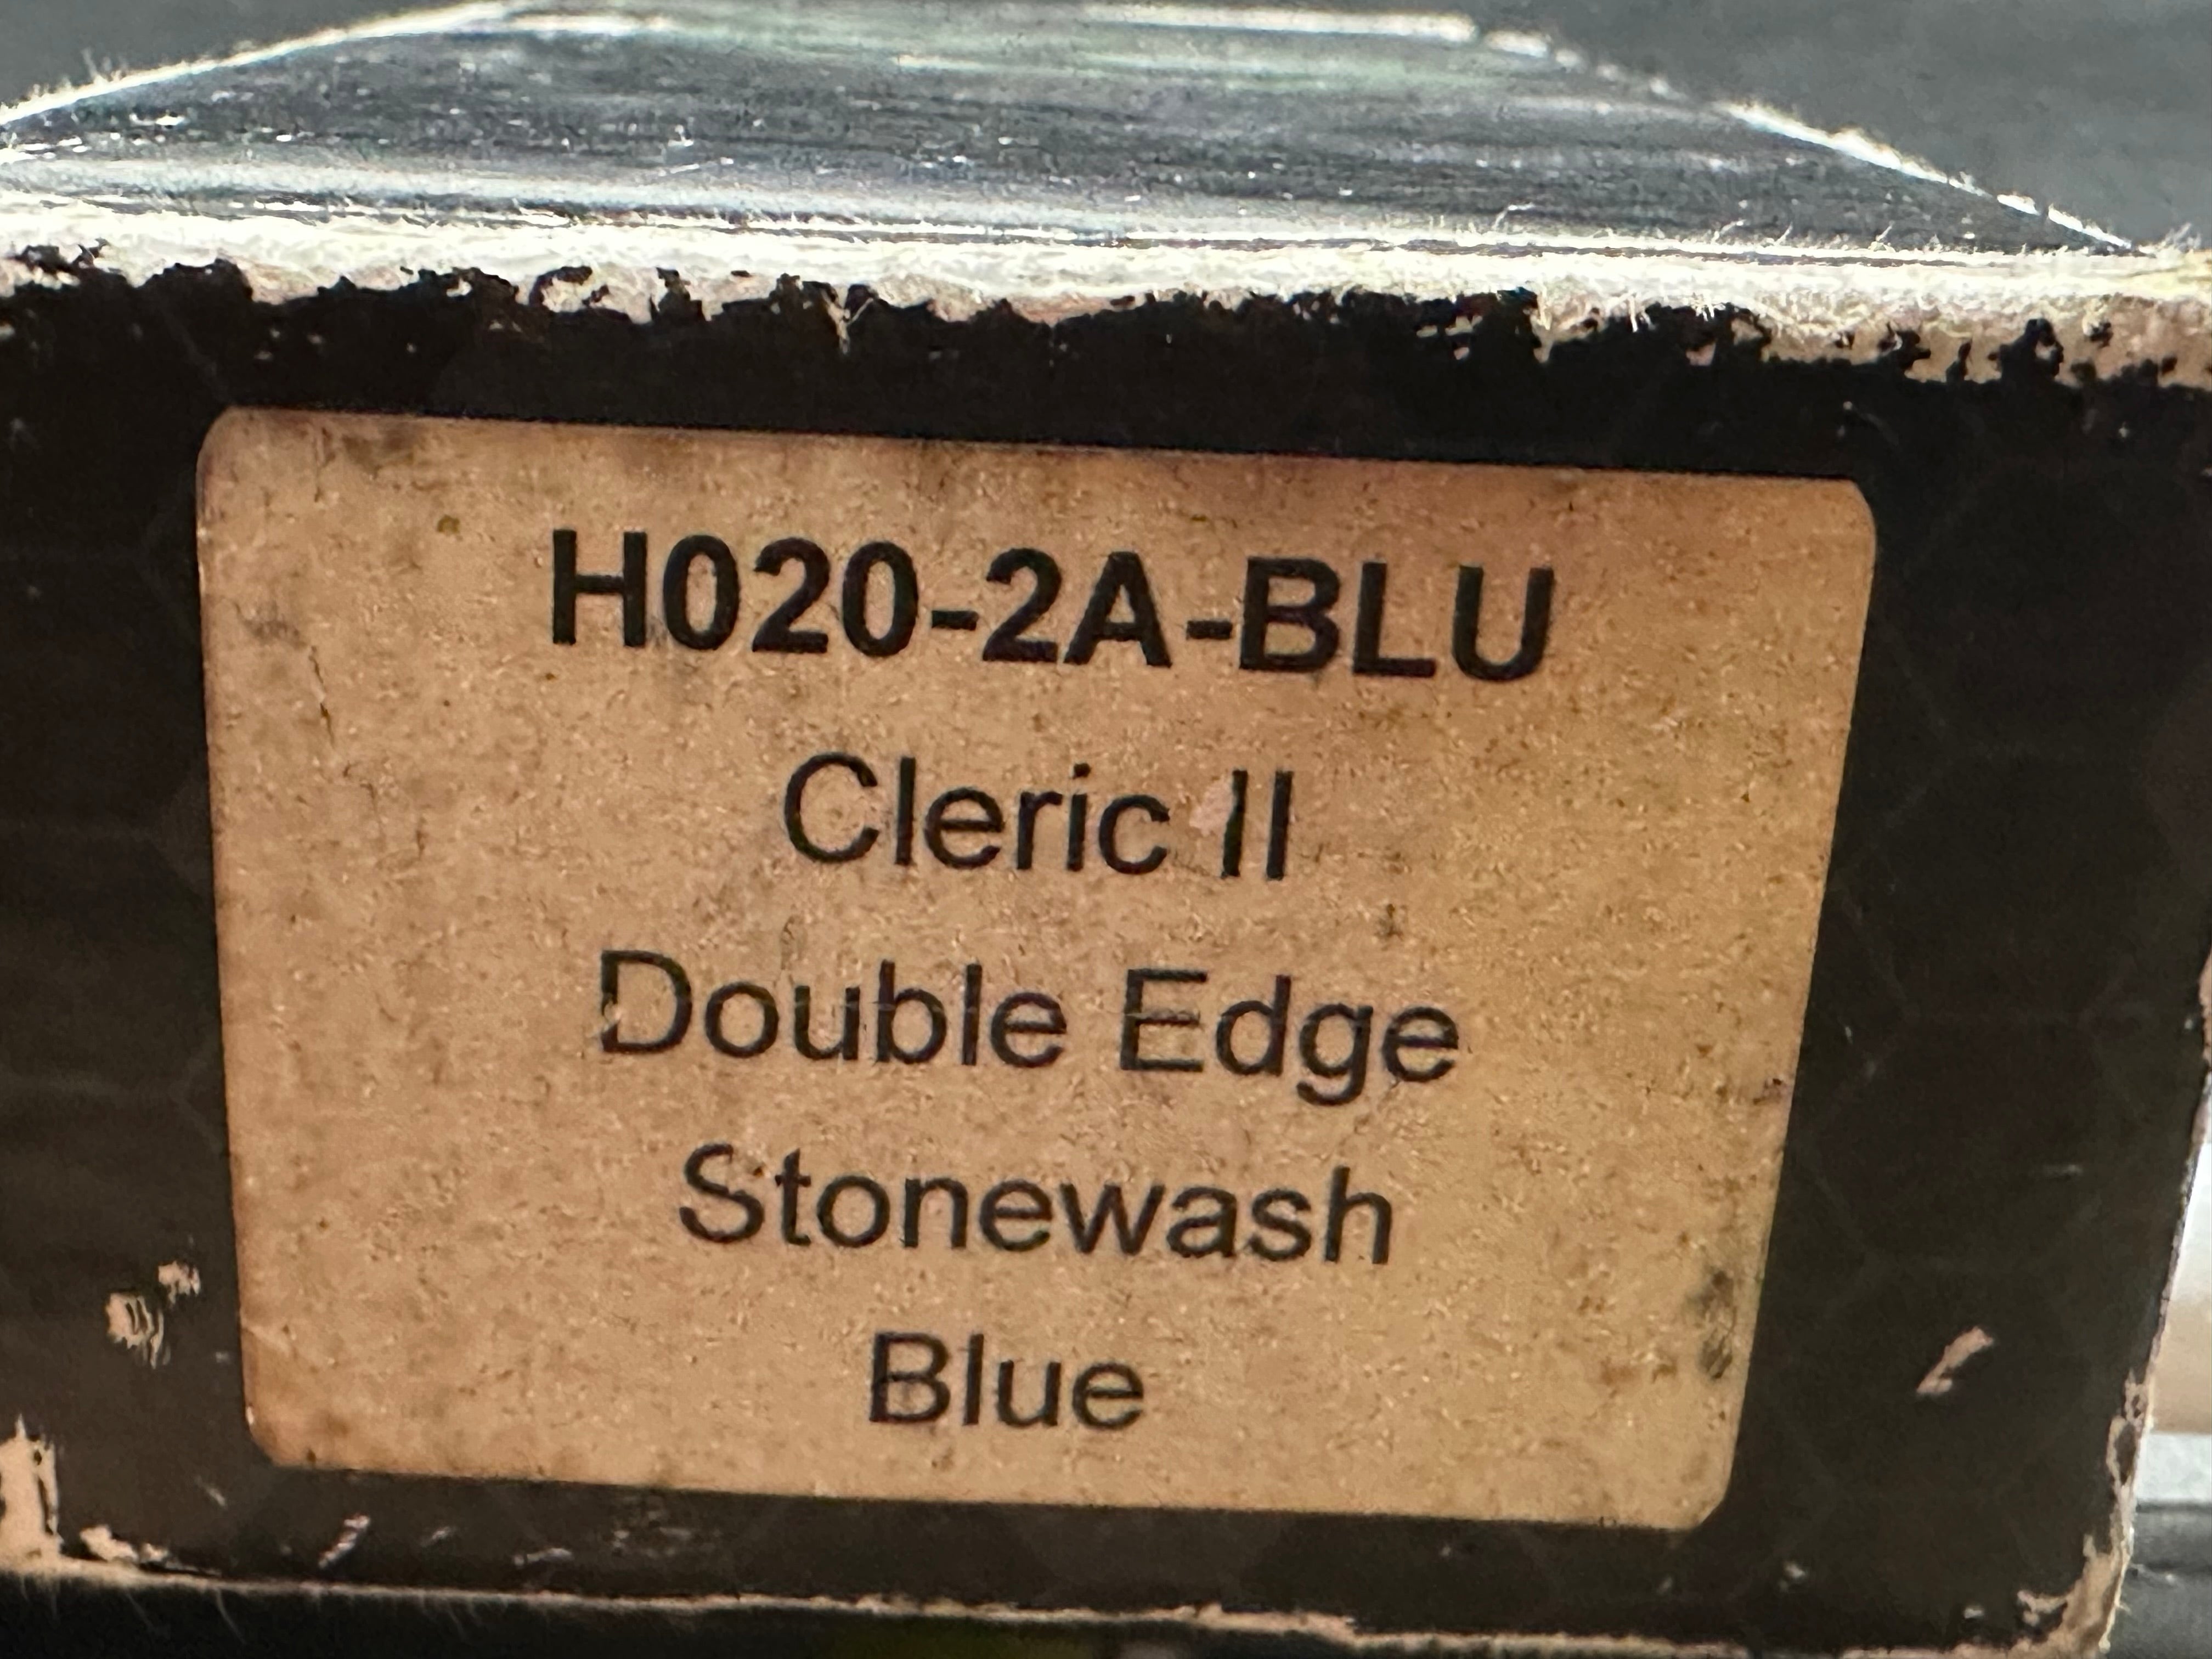 H020-2A-BLU
Cleric II
Double Edge
Stonewash
Blue